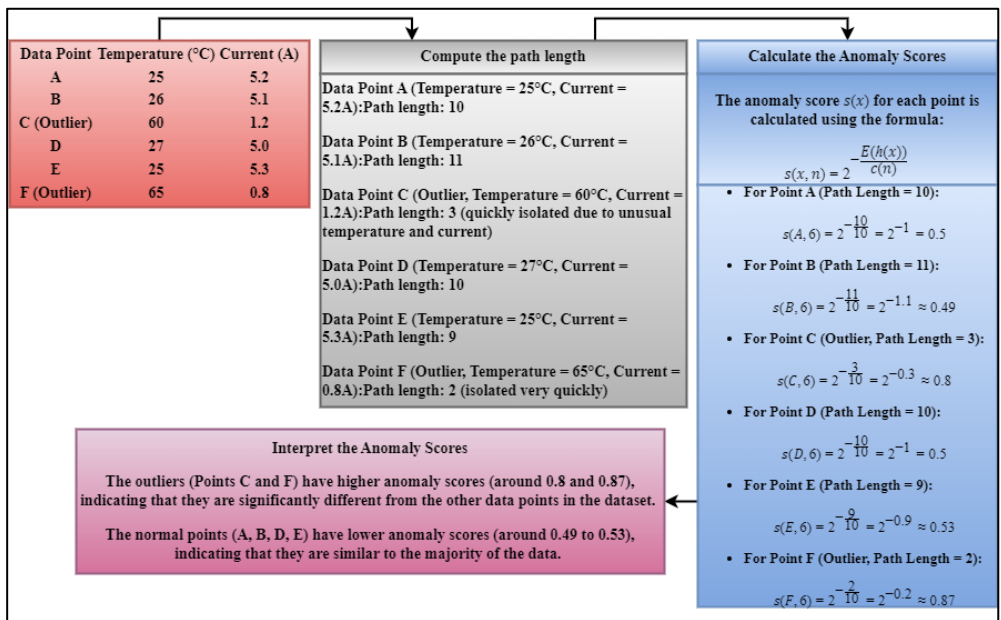 Data Point Temperature (°C) Current (A)
A 25 5.2
B 26 5.1
C (Outlier) 60 1.2
D 27 5.0
E 25 5.3
F (Outlier) 65 0.8
Compute the path length
Data Point A (Temperature = 25°C, Current =
5.2A):Path length: 10
Data Point B (Temperature = 26°C, Current =
5.1A):Path length: 11
Data Point C (Outlier, Temperature = 60°C, Current =
1.2A):Path length: 3 (quickly isolated due to unusual
temperature and current)
Data Point D (Temperature = 27°C, Current =
5.0A):Path length: 10
Data Point E (Temperature = 25°C, Current =
5.3A):Path length: 9
Data Point F (Outlier, Temperature = 65°C, Current =
0.8A):Path length: 2 (isolated very quickly)
Calculate the Anomaly Scores
The anomaly score s(x) for each point is
calculated using the formula:
s(x, n) = 2^{-\frac{E(h(x))}{c(n)}}
• For Point A (Path Length = 10):
s(A, 6) = 2^{-\frac{10}{10}} = 2^{-1} = 0.5
• For Point B (Path Length = 11):
s(B, 6) = 2^{-\frac{11}{10}} = 2^{-1.1} ≈ 0.49
• For Point C (Outlier, Path Length = 3):
s(C, 6) = 2^{-\frac{3}{10}} = 2^{-0.3} ≈ 0.8
• For Point D (Path Length = 10):
s(D, 6) = 2^{-\frac{10}{10}} = 2^{-1} = 0.5
• For Point E (Path Length = 9):
s(E, 6) = 2^{-\frac{9}{10}} = 2^{-0.9} ≈ 0.53
• For Point F (Outlier, Path Length = 2):
s(F, 6) = 2^{-\frac{2}{10}} = 2^{-0.2} ≈ 0.87
Interpret the Anomaly Scores
The outliers (Points C and F) have higher anomaly scores (around 0.8 and 0.87),
indicating that they are significantly different from the other data points in the dataset.
The normal points (A, B, D, E) have lower anomaly scores (around 0.49 to 0.53),
indicating that they are similar to the majority of the data.